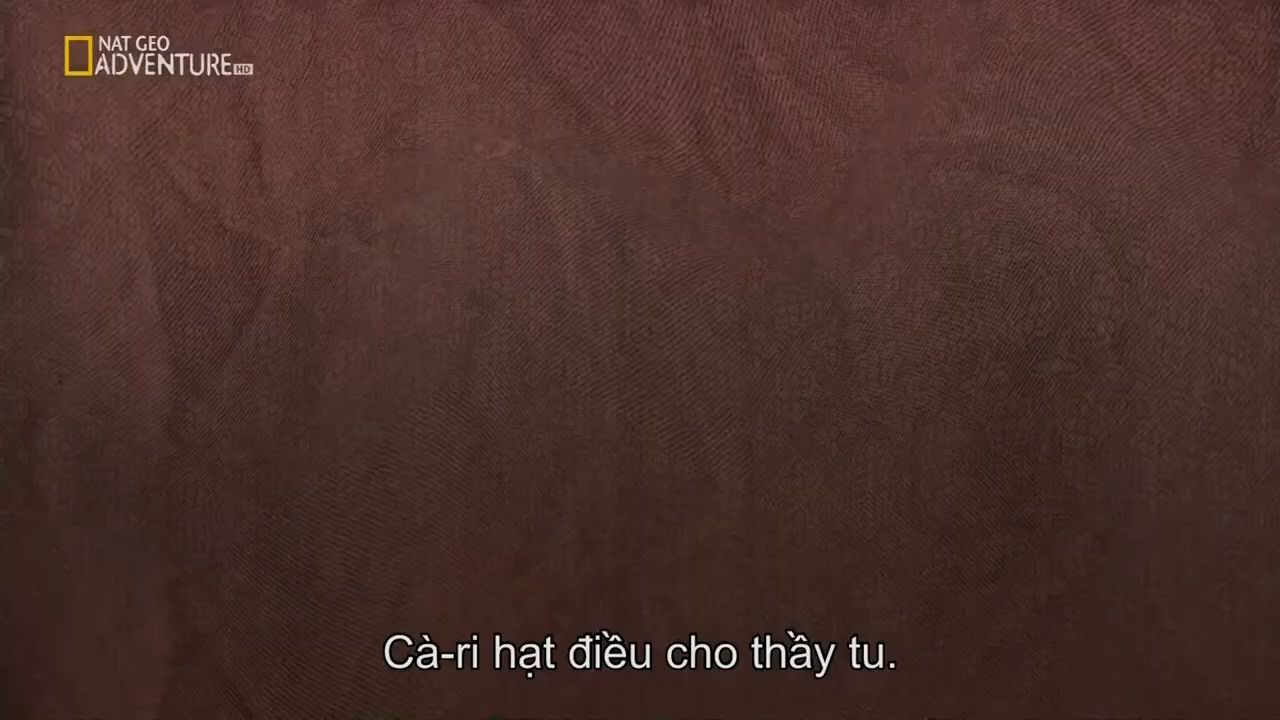 NAT GEO
ADVENTURE HD
Cà-ri hạt điều cho thầy tu.